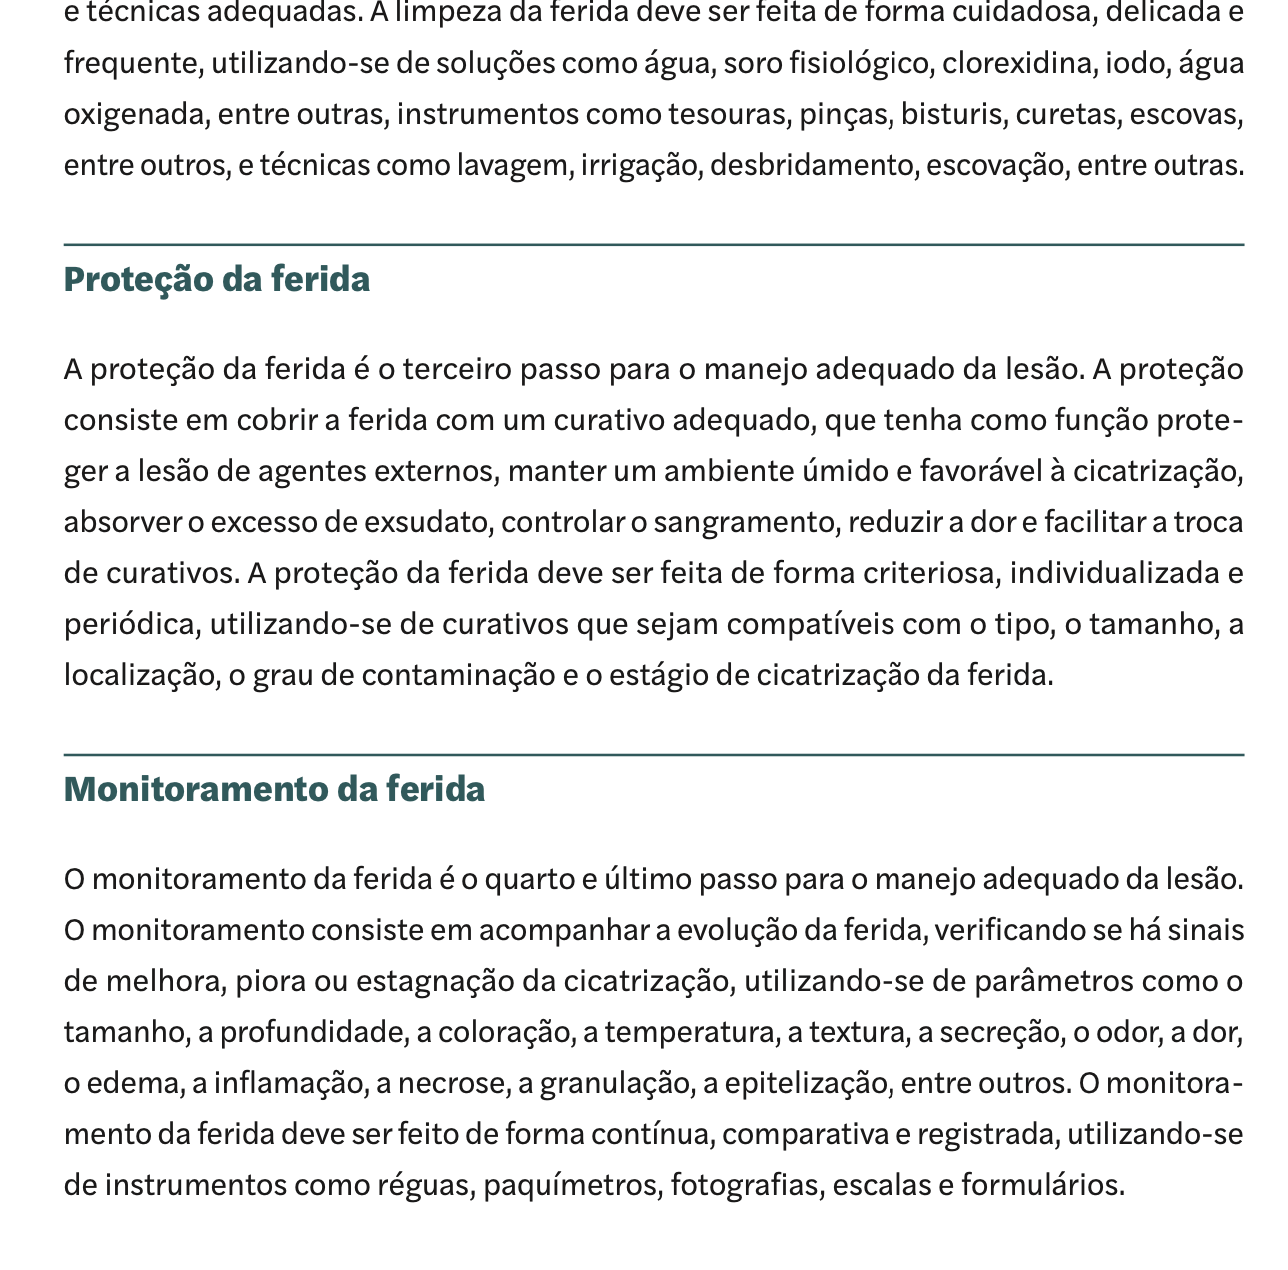 e técnicas adequadas. A limpeza da ferida deve ser feita de forma cuidadosa, delicada e
frequente, utilizando-se de soluções como água, soro fisiológico, clorexidina, iodo, água
oxigenada, entre outras, instrumentos como tesouras, pinças, bisturis, curetas, escovas,
entre outros, e técnicas como lavagem, irrigação, desbridamento, escovação, entre outras.
Proteção da ferida
A proteção da ferida é o terceiro passo para o manejo adequado da lesão. A proteção
consiste em cobrir a ferida com um curativo adequado, que tenha como função prote-
ger a lesão de agentes externos, manter um ambiente úmido e favorável à cicatrização,
absorver o excesso de exsudato, controlar o sangramento, reduzir a dor e facilitar a troca
de curativos. A proteção da ferida deve ser feita de forma criteriosa, individualizada e
periódica, utilizando-se de curativos que sejam compatíveis com o tipo, o tamanho, a
localização, o grau de contaminação e o estágio de cicatrização da ferida.
Monitoramento da ferida
O monitoramento da ferida é o quarto e último passo para o manejo adequado da lesão.
O monitoramento consiste em acompanhar a evolução da ferida, verificando se há sinais
de melhora, piora ou estagnação da cicatrização, utilizando-se de parâmetros como o
tamanho, a profundidade, a coloração, a temperatura, a textura, a secreção, o odor, a dor,
o edema, a inflamação, a necrose, a granulação, a epitelização, entre outros. O monitora-
mento da ferida deve ser feito de forma contínua, comparativa e registrada, utilizando-se
de instrumentos como réguas, paquímetros, fotografias, escalas e formulários.